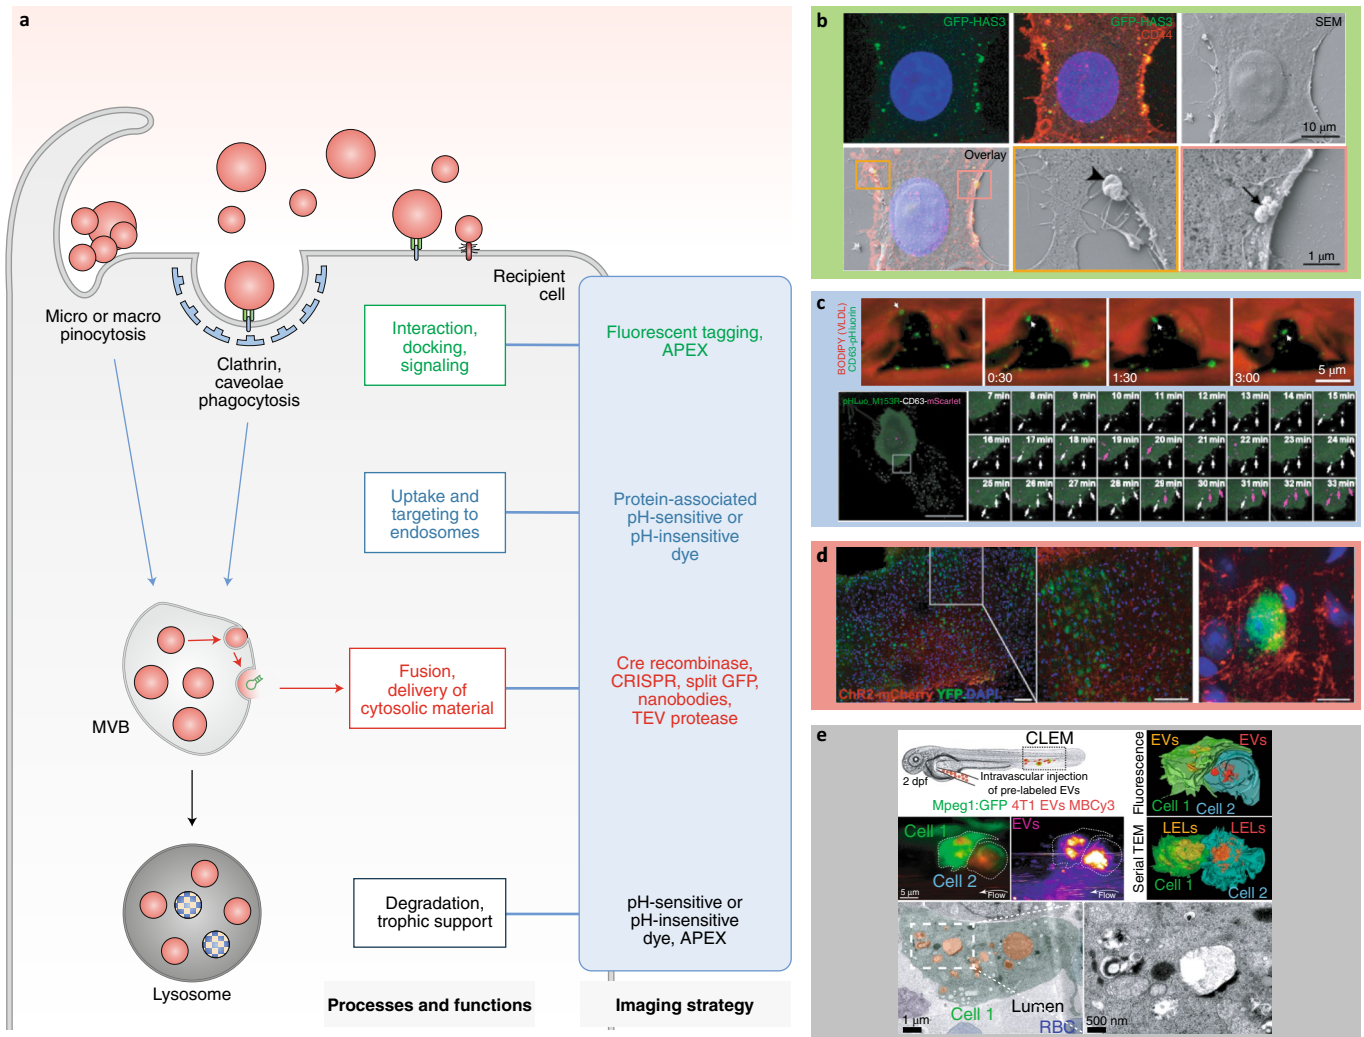 a
Micro or macro
pinocytosis
Clathrin,
caveolae
phagocytosis
Recipient
cell
Interaction,
docking,
signaling
Fluorescent tagging,
APEX
Uptake and
targeting to
endosomes
Protein-associated
pH-sensitive or
pH-insensitive
dye
MVB
Fusion,
delivery of
cytosolic material
Cre recombinase,
CRISPR, split GFP,
nanobodies,
TEV protease
Degradation,
trophic support
pH-sensitive or
pH-insensitive
dye, APEX
Lysosome
Processes and functions
Imaging strategy
b
GFP-HAS3
GFP-HAS3
CD44
SEM
10 μm
Overlay
1 μm
c
BODIPY (VLDL)
CD63-pHluorin
0:30
1:30
3:00
5 μm
pHLuo_M153R-CD63-mScarlet
7 min 8 min 9 min 10 min 11 min 12 min 13 min 14 min 15 min
16 min 17 min 18 min 19 min 20 min 21 min 22 min 23 min 24 min
25 min 26 min 27 min 28 min 29 min 30 min 31 min 32 min 33 min
d
ChR2-mCherry YFP DAPI
e
CLEM
2 dpf
Intravascular injection
of pre-labeled EVs
Mpeg1:GFP 4T1 EVs MBCy3
Cell 1
Cell 2
5 μm
Flow
EVs
Flow
Fluorescence
EVs
EVs
Cell 1 Cell 2
Serial TEM
LELs
LELs
Cell 1
Cell 2
Lumen
Cell 1
1 μm
RBC
500 nm